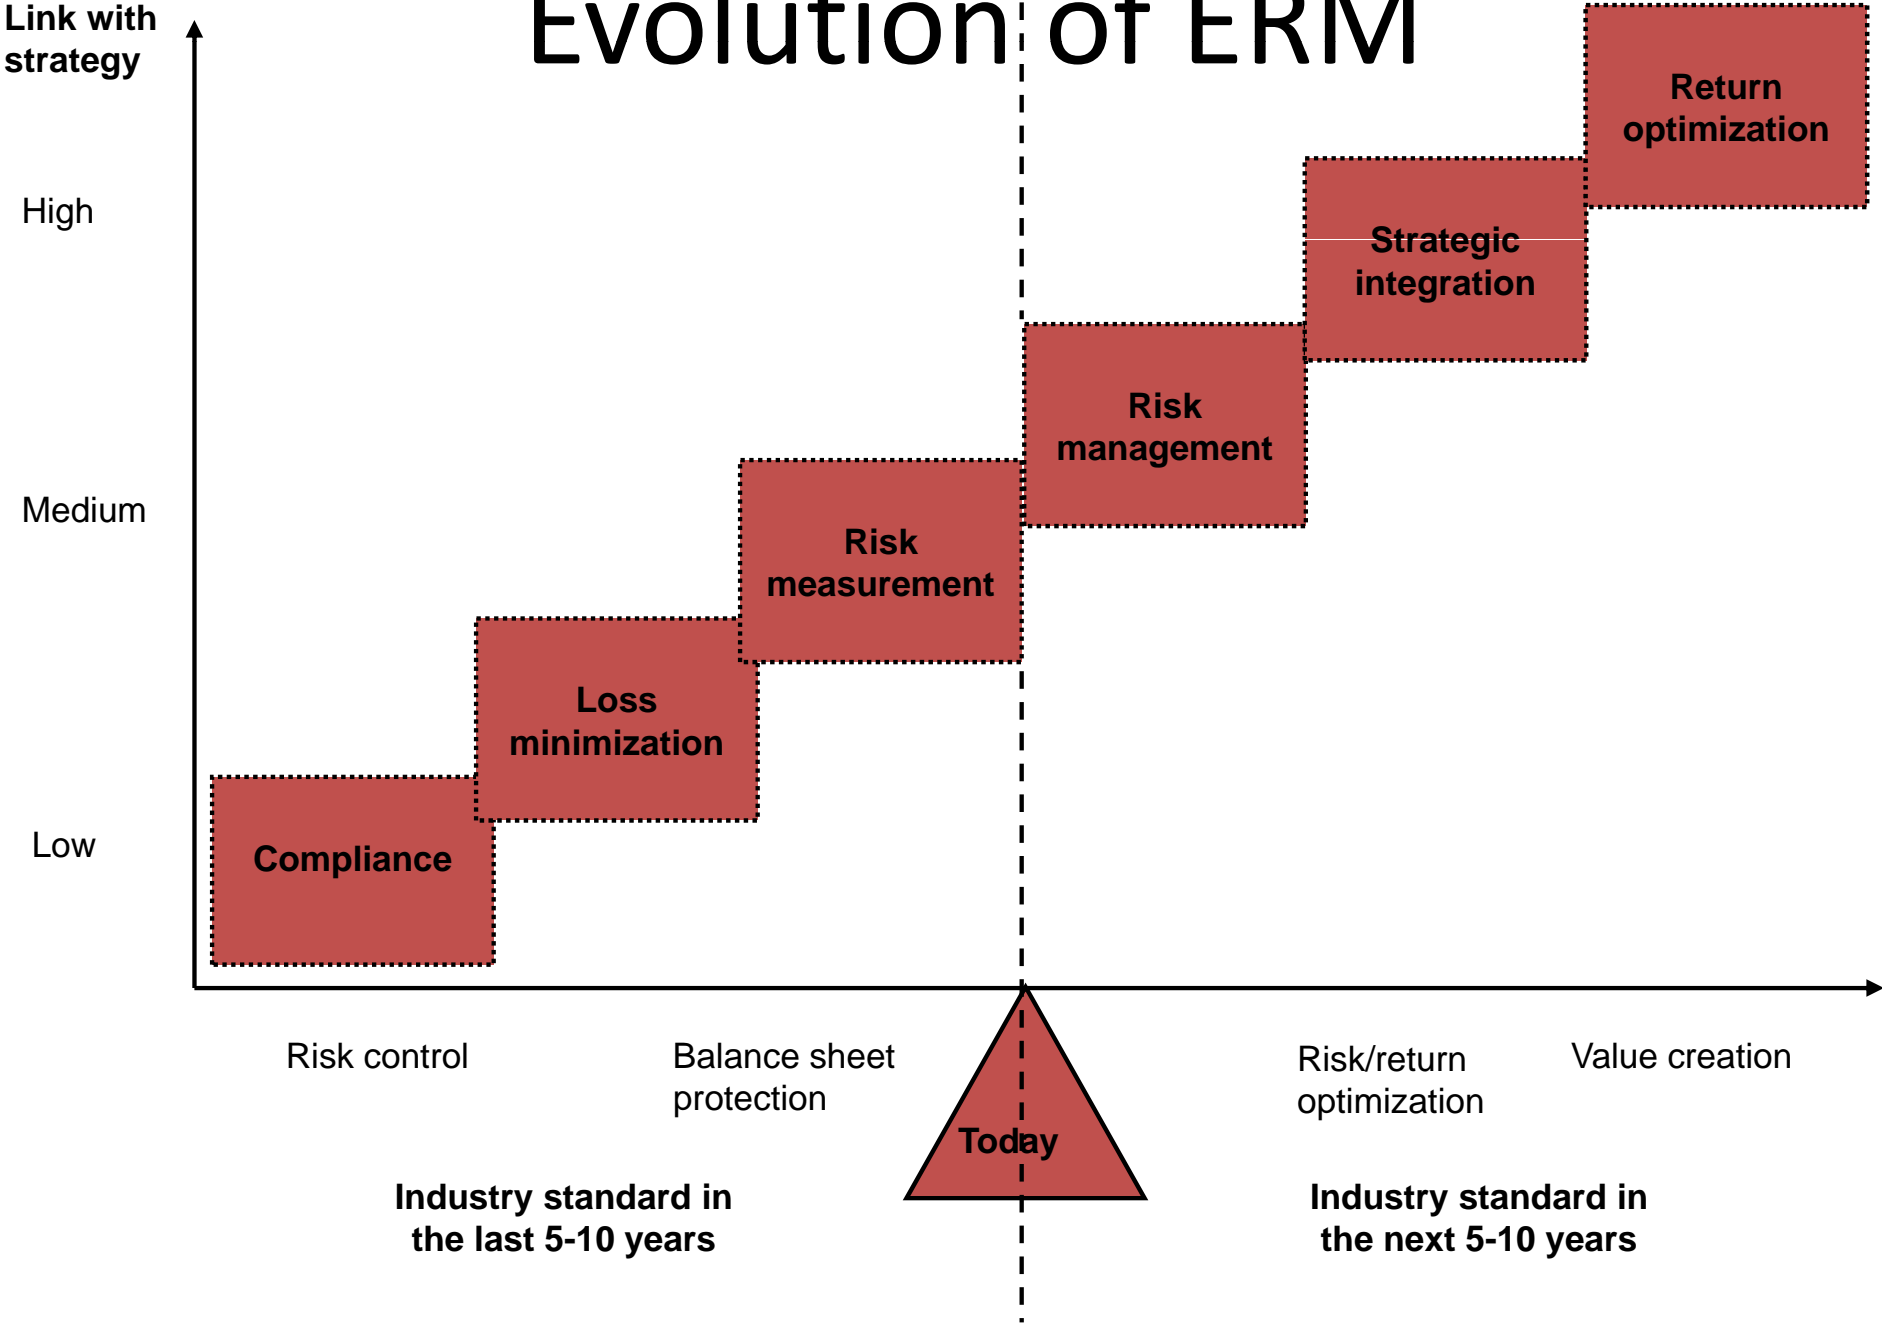 Evolution of ERM
Link with
strategy
High
Medium
Low
Return
optimization
Strategic
integration
Risk
management
Risk
measurement
Loss
minimization
Compliance
Risk control
Balance sheet
protection
Risk/return
optimization
Value creation
Today
Industry standard in
the last 5-10 years
Industry standard in
the next 5-10 years